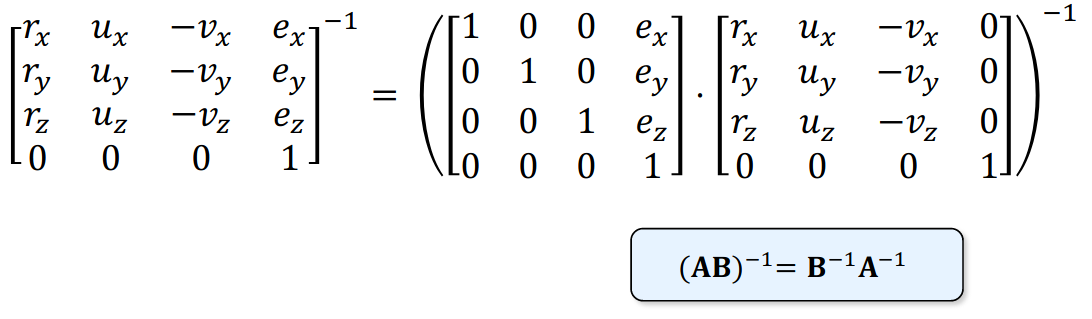 [r_x u_x −v_x e_x]⁻¹ = ([1 0 0 e_x] · [r_x u_x −v_x 0])⁻¹
[r_y u_y −v_y e_y] [0 1 0 e_y] [r_y u_y −v_y 0]
[r_z u_z −v_z e_z] [0 0 1 e_z] [r_z u_z −v_z 0]
[0 0 0 1] [0 0 0 1] [0 0 0 1]
(AB)⁻¹= B⁻¹A⁻¹